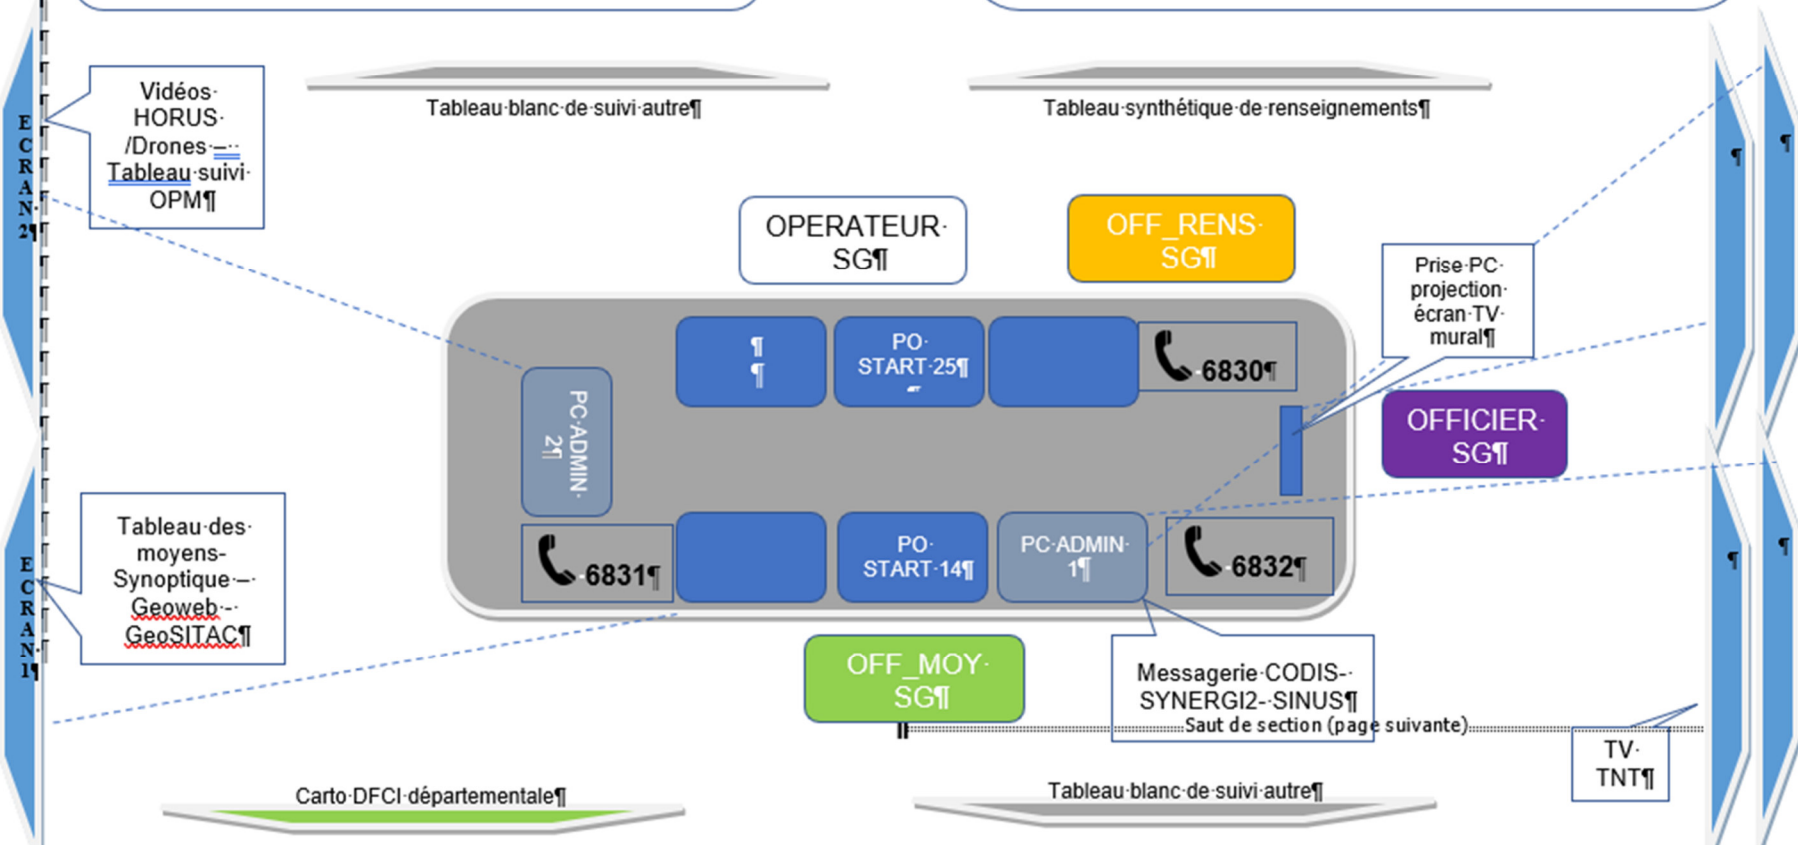 Vidéos
HORUS
/Drones –
Tableau suivi
OPM¶
E
C
R
A
N
2¶
Tableau blanc de suivi autre¶
Tableau synthétique de renseignements¶
¶
¶
OPERATEUR
SG¶
OFF_RENS
SG¶
Prise PC
projection
écran TV
mural¶
¶
¶
PO
START 25¶
6830¶
PC ADMIN
2¶
OFFICIER
SG¶
Tableau des
moyens-
Synoptique –
Geoweb -
GeoSITAC¶
E
C
R
A
N
1¶
6831¶
PO
START 14¶
PC ADMIN
1¶
6832¶
¶
¶
OFF_MOY
SG¶
Messagerie CODIS-
SYNERGI2- SINUS¶
Saut de section (page suivante)
TV
TNT¶
Carto DFCI départementale¶
Tableau blanc de suivi autre¶